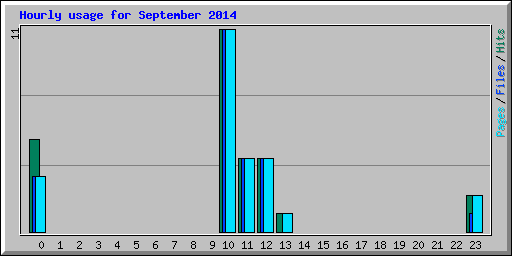 Hourly usage for September 2014
11
Pages/Files/Hits
0 1 2 3 4 5 6 7 8 9 10 11 12 13 14 15 16 17 18 19 20 21 22 23